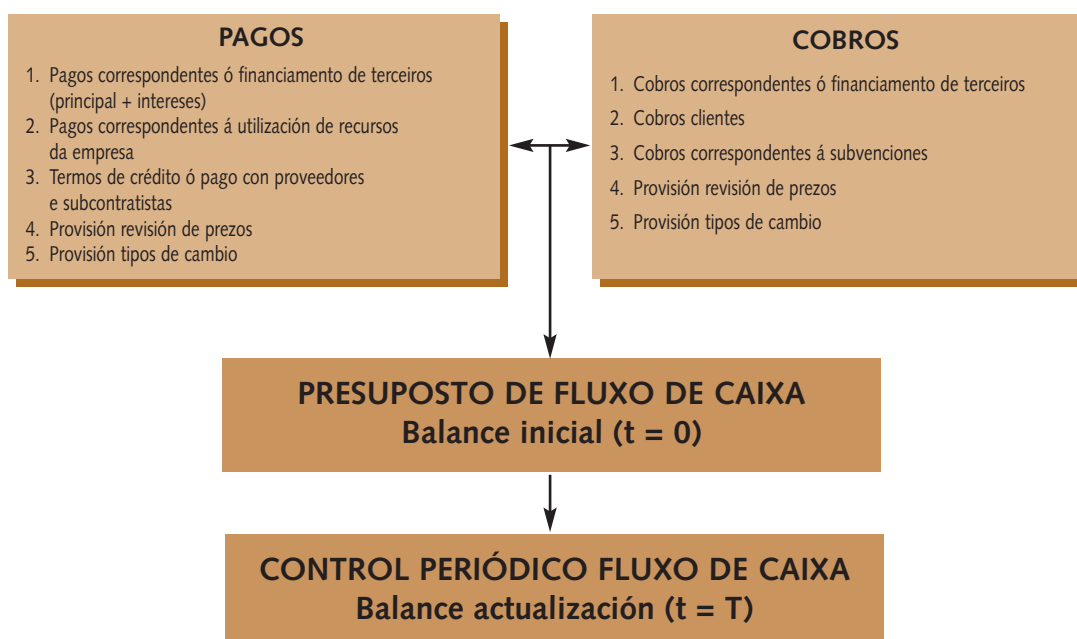 PAGOS
1. Pagos correspondentes ó financiamento de terceiros
(principal + intereses)
2. Pagos correspondentes á utilización de recursos
da empresa
3. Termos de crédito ó pago con proveedores
e subcontratistas
4. Provisión revisión de prezos
5. Provisión tipos de cambio
COBROS
1. Cobros correspondentes ó financiamento de terceiros
2. Cobros clientes
3. Cobros correspondentes á subvenciones
4. Provisión revisión de prezos
5. Provisión tipos de cambio
PRESUPOSTO DE FLUXO DE CAIXA
Balance inicial (t = 0)
CONTROL PERIÓDICO FLUXO DE CAIXA
Balance actualización (t = T)